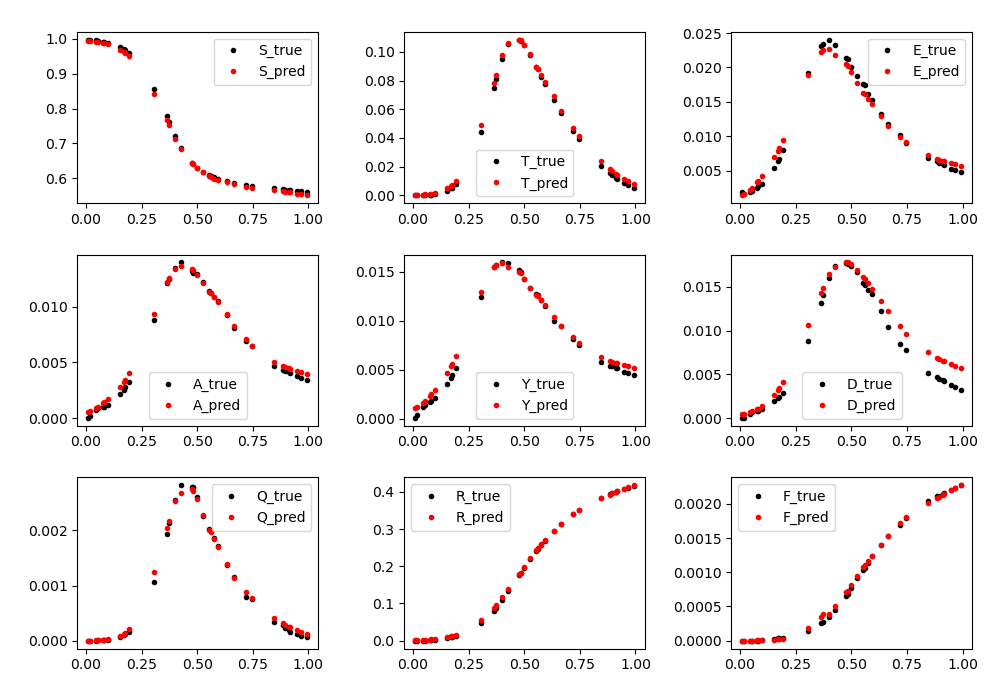 1.0
0.9
0.8
0.7
0.6
0.00 0.25 0.50 0.75 1.00
S_true
S_pred
0.10
0.08
0.06
0.04
0.02
0.00
0.00 0.25 0.50 0.75 1.00
T_true
T_pred
0.025
0.020
0.015
0.010
0.005
0.00 0.25 0.50 0.75 1.00
E_true
E_pred
0.010
0.005
0.000
0.00 0.25 0.50 0.75 1.00
A_true
A_pred
0.015
0.010
0.005
0.000
0.00 0.25 0.50 0.75 1.00
Y_true
Y_pred
0.015
0.010
0.005
0.000
0.00 0.25 0.50 0.75 1.00
D_true
D_pred
0.002
0.001
0.000
0.00 0.25 0.50 0.75 1.00
Q_true
Q_pred
0.4
0.3
0.2
0.1
0.0
0.00 0.25 0.50 0.75 1.00
R_true
R_pred
0.0020
0.0015
0.0010
0.0005
0.0000
0.00 0.25 0.50 0.75 1.00
F_true
F_pred